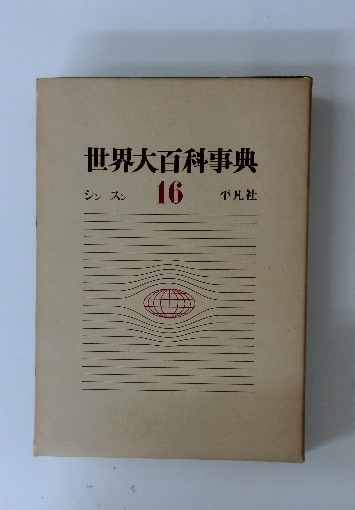 世界大百科事典
シン スン 16 平凡社